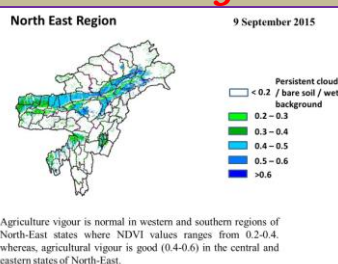 North East Region
9 September 2015
Persistent cloud
< 0.2 / bare soil / wet
background
0.2 – 0.3
0.3 – 0.4
0.4 – 0.5
0.5 – 0.6
>0.6
Agriculture vigour is normal in western and southern regions of
North-East states where NDVI values ranges from 0.2-0.4.
whereas, agricultural vigour is good (0.4-0.6) in the central and
eastern states of North-East.